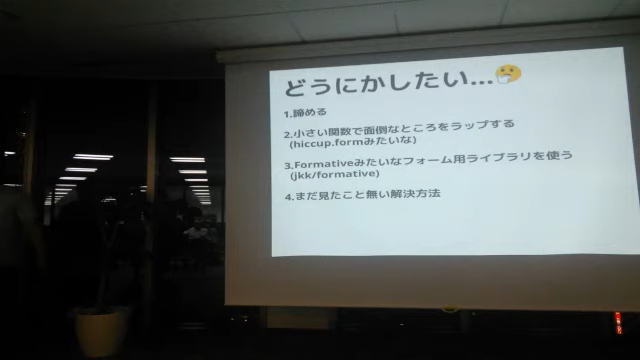 どうにかしたい...🤔
1.諦める
2.小さい関数で面倒なところをラップする
(hiccup.formみたいな)
3.Formativeみたいなフォーム用ライブラリを使う
(jkk/formative)
4.まだ見たこと無い解決方法